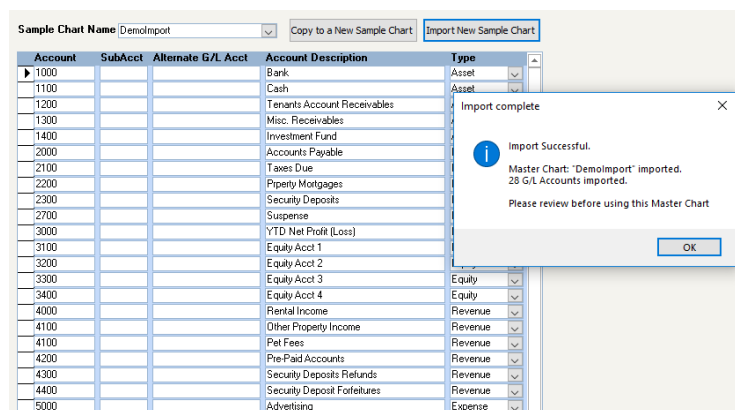 Sample Chart Name DemoImport Copy to a New Sample Chart Import New Sample Chart
Account SubAcct Alternate G/L Acct Account Description Type
1000 Bank Asset
1100 Cash Asset
1200 Tenants Account Receivables
1300 Misc. Receivables
1400 Investment Fund
2000 Accounts Payable
2100 Taxes Due
2200 Prperty Mortgages
2300 Security Deposits
2700 Suspense
3000 YTD Net Profit (Loss)
3100 Equity Acct 1
3200 Equity Acct 2
3300 Equity Acct 3 Equity
3400 Equity Acct 4 Equity
4000 Rental Income Revenue
4100 Other Property Income Revenue
4100 Pet Fees Revenue
4200 Pre-Paid Accounts Revenue
4300 Security Deposits Refunds Revenue
4400 Security Deposit Forfeitures Revenue
5000 Advertising Expense
Import complete
Import Successful.
Master Chart: "DemoImport" imported.
28 G/L Accounts imported.
Please review before using this Master Chart
OK